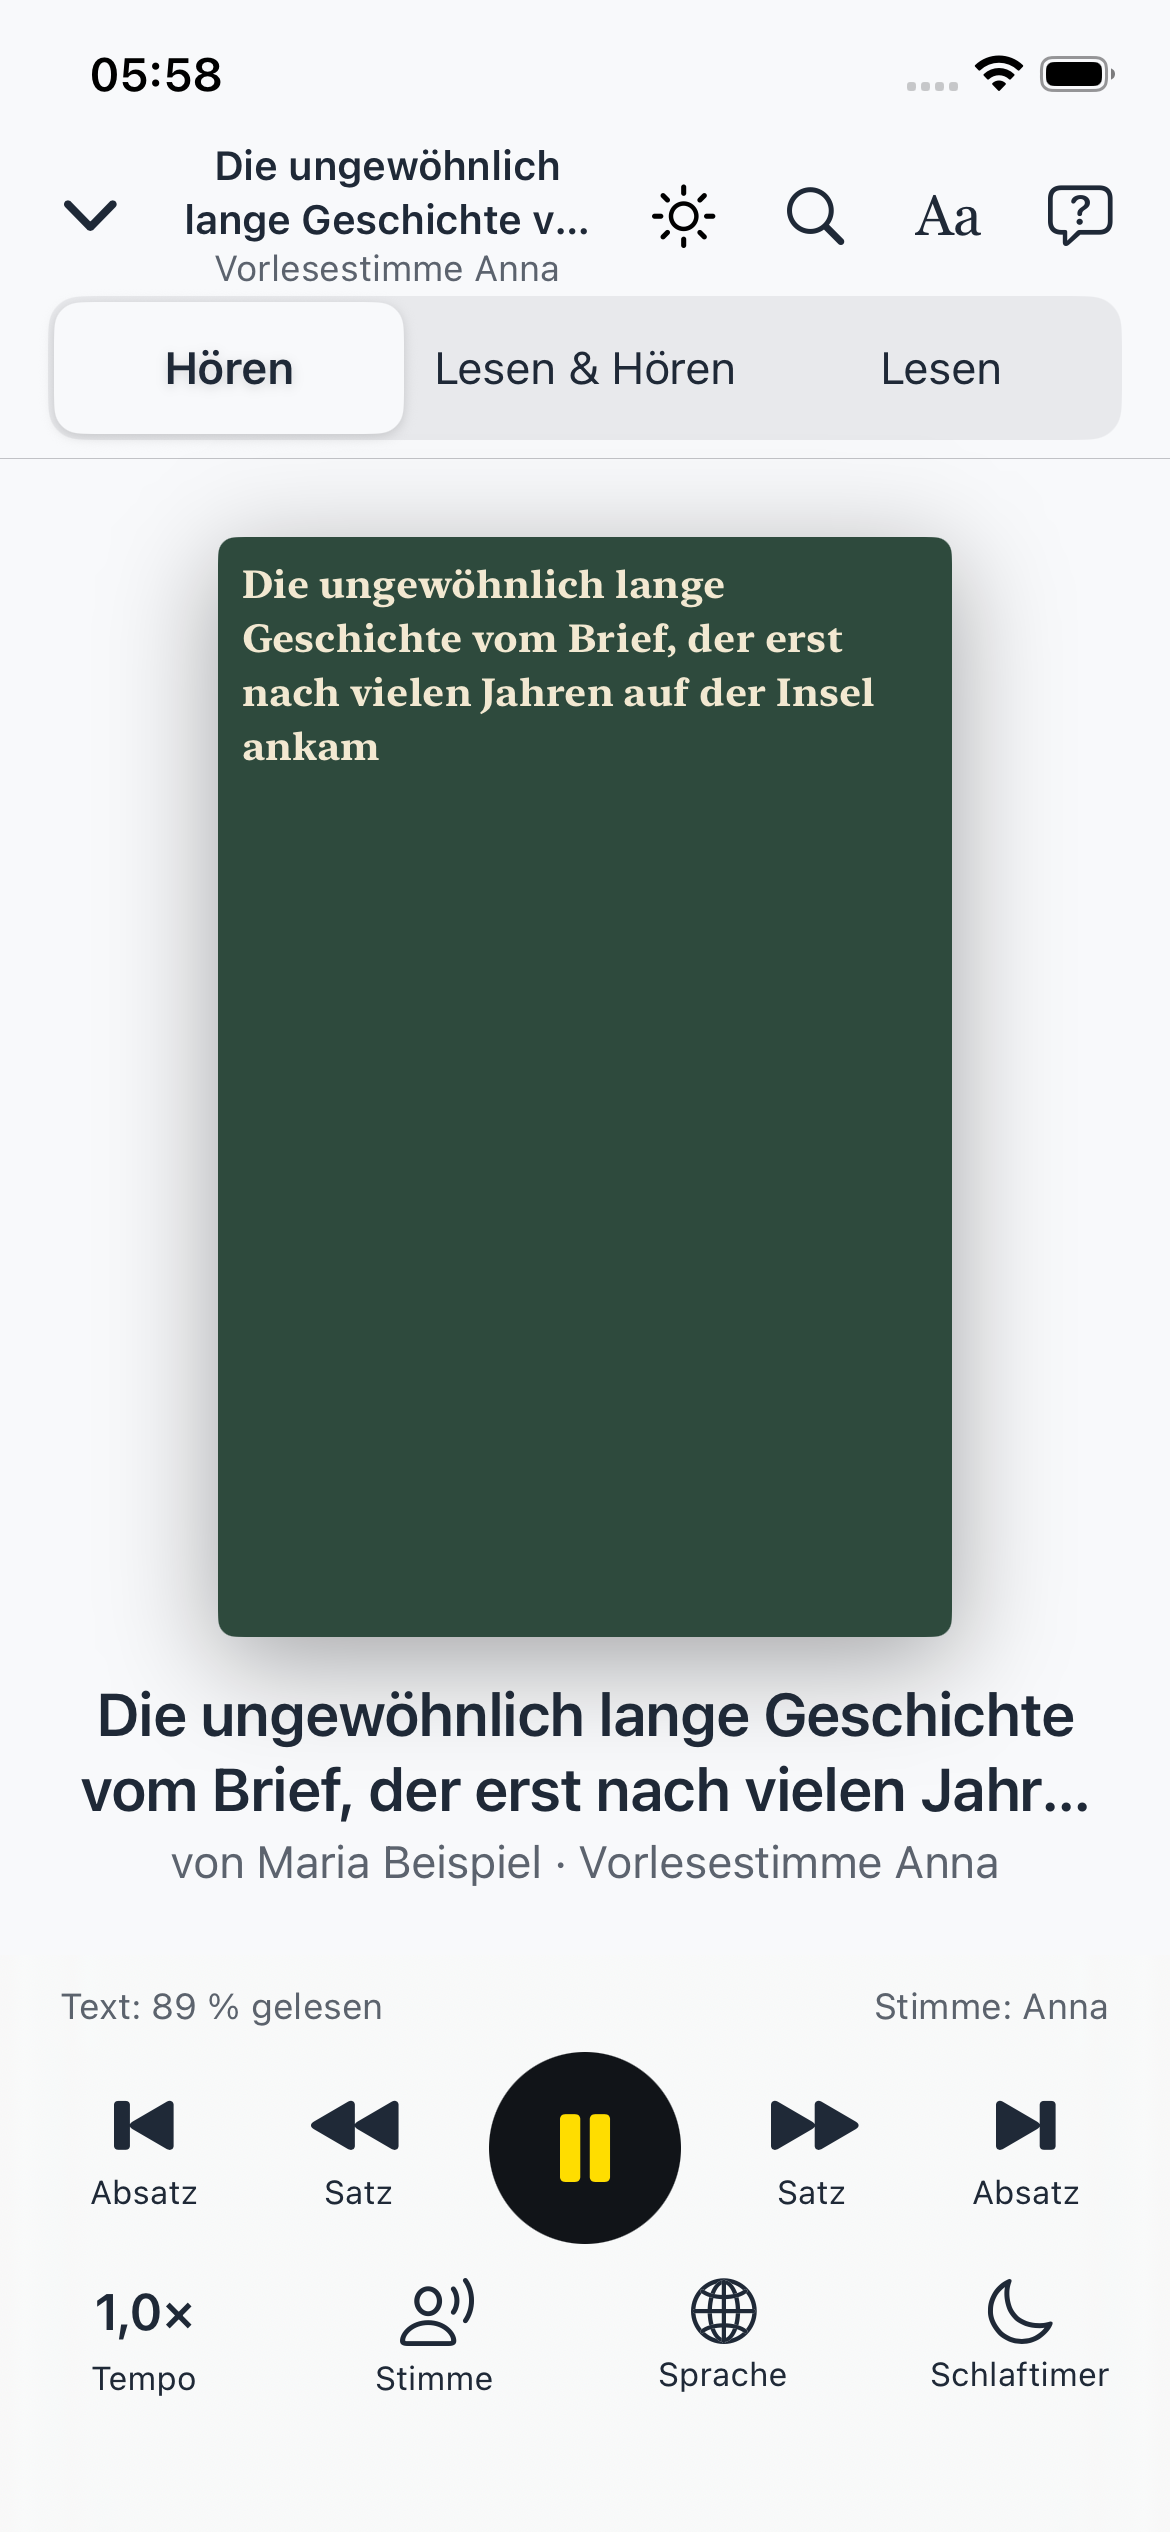 05:58
Die ungewöhnlich
lange Geschichte v...
Vorlesestimme Anna
Aa
?
Hören
Lesen & Hören
Lesen
Die ungewöhnlich lange
Geschichte vom Brief, der erst
nach vielen Jahren auf der Insel
ankam
Die ungewöhnlich lange Geschichte
vom Brief, der erst nach vielen Jahr...
von Maria Beispiel · Vorlesestimme Anna
Text: 89 % gelesen
Stimme: Anna
Absatz
Satz
Satz
Absatz
1,0×
Tempo
Stimme
Sprache
Schlaftimer